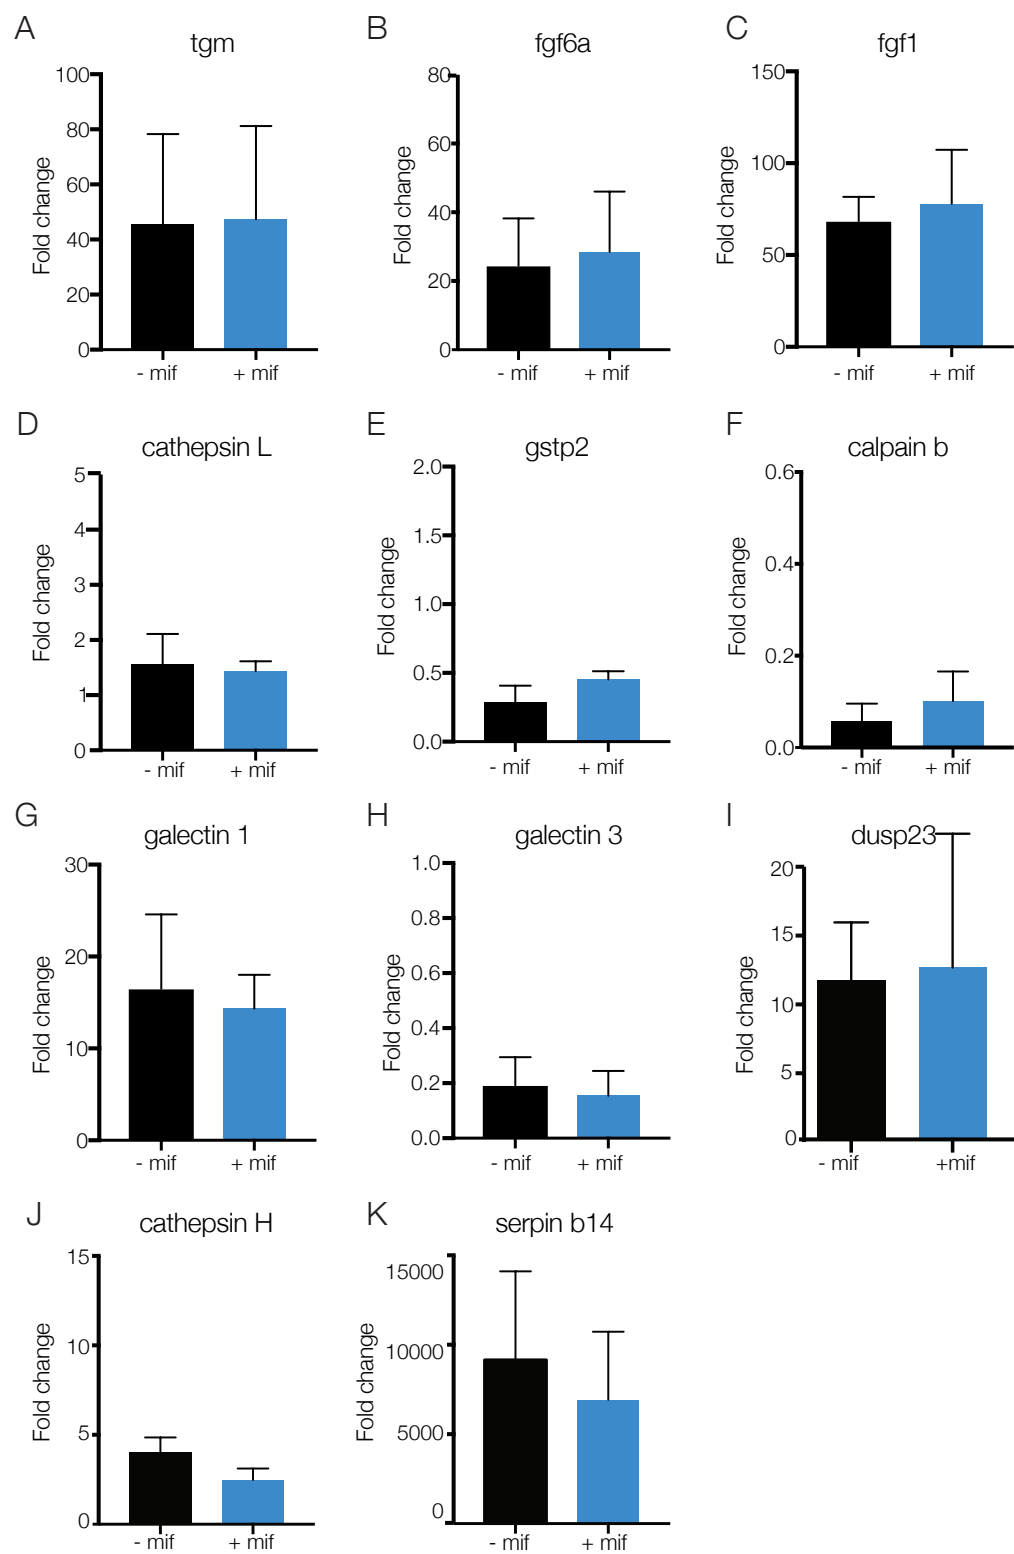 A
tgm
100
80
60
40
20
0
Fold change
- mif
+ mif
B
fgf6a
80
60
40
20
0
Fold change
- mif
+ mif
C
fgf1
150
100
50
0
Fold change
- mif
+ mif
D
cathepsin L
5
4
3
2
1
0
Fold change
- mif
+ mif
E
gstp2
2.0
1.5
1.0
0.5
0.0
Fold change
- mif
+ mif
F
calpain b
0.6
0.4
0.2
0.0
Fold change
- mif
+ mif
G
galectin 1
30
20
10
0
Fold change
- mif
+ mif
H
galectin 3
1.0
0.8
0.6
0.4
0.2
0.0
Fold change
- mif
+ mif
I
dusp23
20
15
10
5
0
Fold change
- mif
+mif
J
cathepsin H
15
10
5
0
Fold change
- mif
+ mif
K
serpin b14
15000
10000
5000
0
Fold change
- mif
+ mif